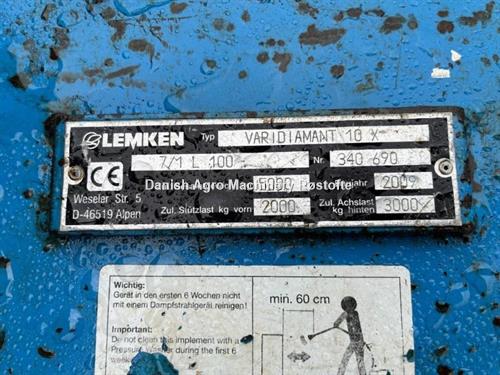 LEMKEN Typ VARIDIAMANT 10 X
7/1 L 100 Nr. 340 690
CE Danish Agro Machinery Røstofte 2009
Weseler Str. 5
D-46519 Alpen Zul. Stützlast kg vorn 2000 Zul. Achslast kg hinten 3000
Wichtig:
Gerät in den ersten 6 Wochen nicht
mit einem Dampfstrahlgerät reinigen!
Important:
Do not clean this implement with a
Pressure Washer during the first 6
min. 60 cm